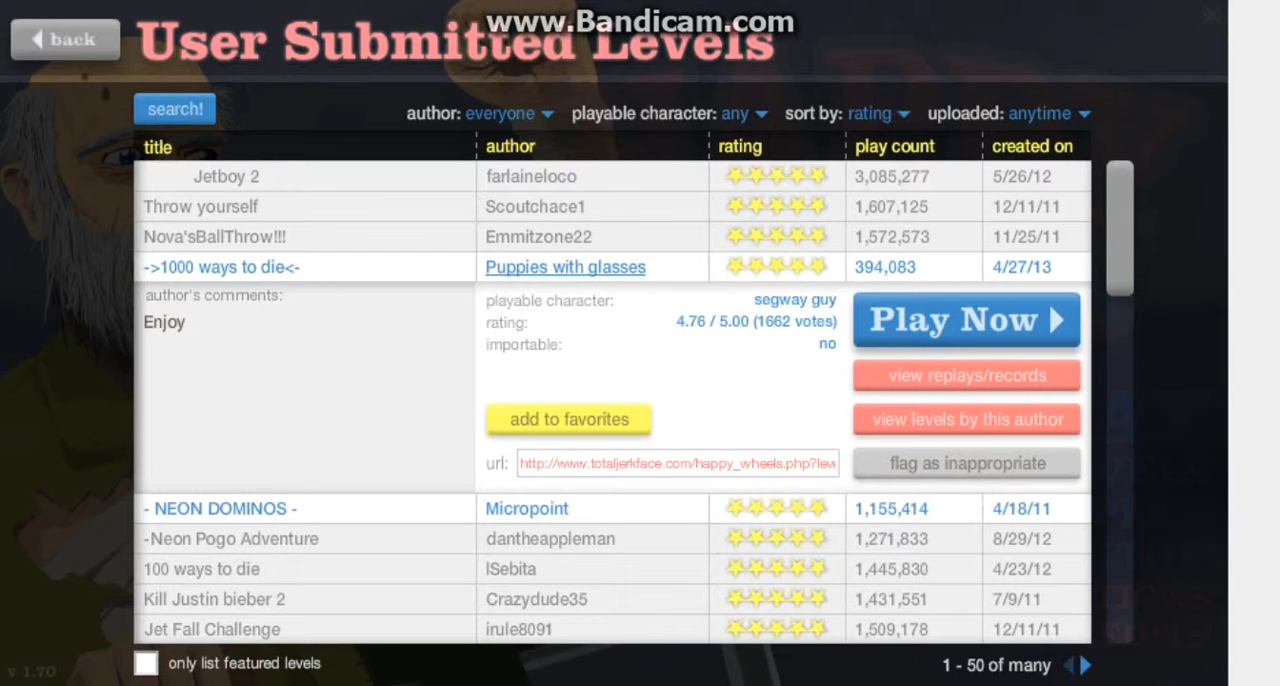 www.Bandicam.com
back
User Submitted Levels
search!
author: everyone playable character: any sort by: rating uploaded: anytime
title author rating play count created on
Jetboy 2 farlaineloco 3,085,277 5/26/12
Throw yourself Scoutchace1 1,607,125 12/11/11
Nova'sBallThrow!!! Emmitzone22 1,572,573 11/25/11
->1000 ways to die<- Puppies with glasses 394,083 4/27/13
author's comments:
Enjoy
playable character: segway guy
rating: 4.76 / 5.00 (1662 votes)
importable: no
add to favorites
url: http://www.totaljerkface.com/happy_wheels.php?leve
Play Now
view replays/records
view levels by this author
flag as inappropriate
- NEON DOMINOS - Micropoint 1,155,414 4/18/11
-Neon Pogo Adventure dantheappleman 1,271,833 8/29/12
100 ways to die lSebita 1,445,830 4/23/12
Kill Justin bieber 2 Crazydude35 1,431,551 7/9/11
Jet Fall Challenge irule8091 1,509,178 12/11/11
only list featured levels
1 - 50 of many
v 1.70